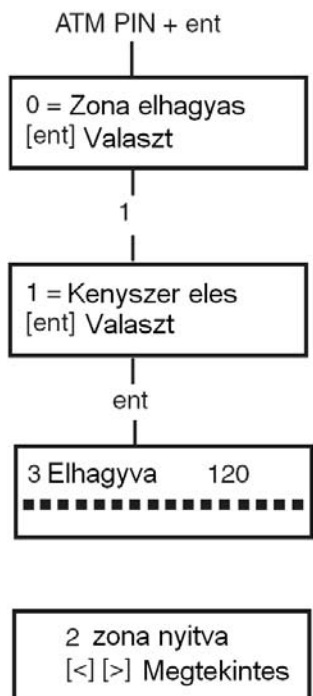 ATM PIN + ent
0 = Zona elhagyas
[ent] Valaszt
1
1 = Kenyszer eles
[ent] Valaszt
ent
3 Elhagyva 120
2 zona nyitva
[<] [>] Megtekintes